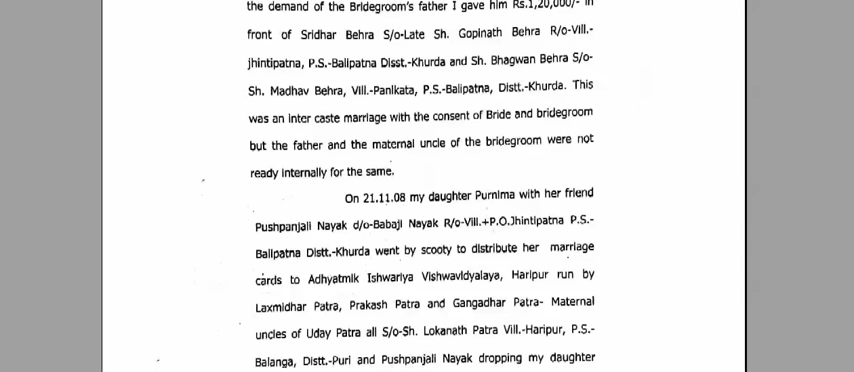 the demand of the Bridegroom's father I gave him Rs.1,20,000/- in
front of Sridhar Behra S/o-Late Sh. Gopinath Behra R/o-Vill.-
jhintipatna, P.S.-Balipatna Disst.-Khurda and Sh. Bhagwan Behra S/o-
Sh. Madhav Behra, Vill.-Panikata, P.S.-Balipatna, Distt.-Khurda. This
was an inter caste marriage with the consent of Bride and bridegroom
but the father and the maternal uncle of the bridegroom were not
ready internally for the same.
On 21.11.08 my daughter Purnima with her friend
Pushpanjali Nayak d/o-Babaji Nayak R/o-Vill.+P.O.Jhintipatna P.S.-
Balipatna Distt.-Khurda went by scooty to distribute her marriage
cards to Adhyatmik Ishwariya Vishwavidyalaya, Haripur run by
Laxmidhar Patra, Prakash Patra and Gangadhar Patra- Maternal
uncles of Uday Patra all S/o-Sh. Lokanath Patra Vill.-Haripur, P.S.-
Balanga, Distt.-Puri and Pushpanjali Nayak dropping my daughter